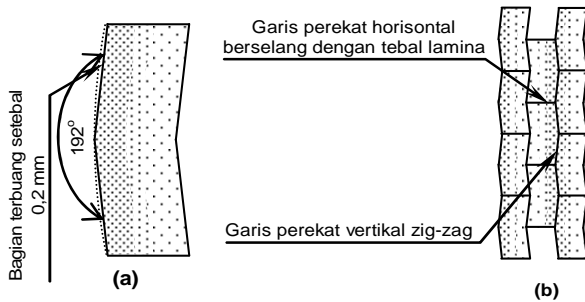 Garis perekat horisontal
berselang dengan tebal lamina
Bagian terbuang setebal
0,2 mm
192°
Garis perekat vertikal zig-zag
(a)
(b)